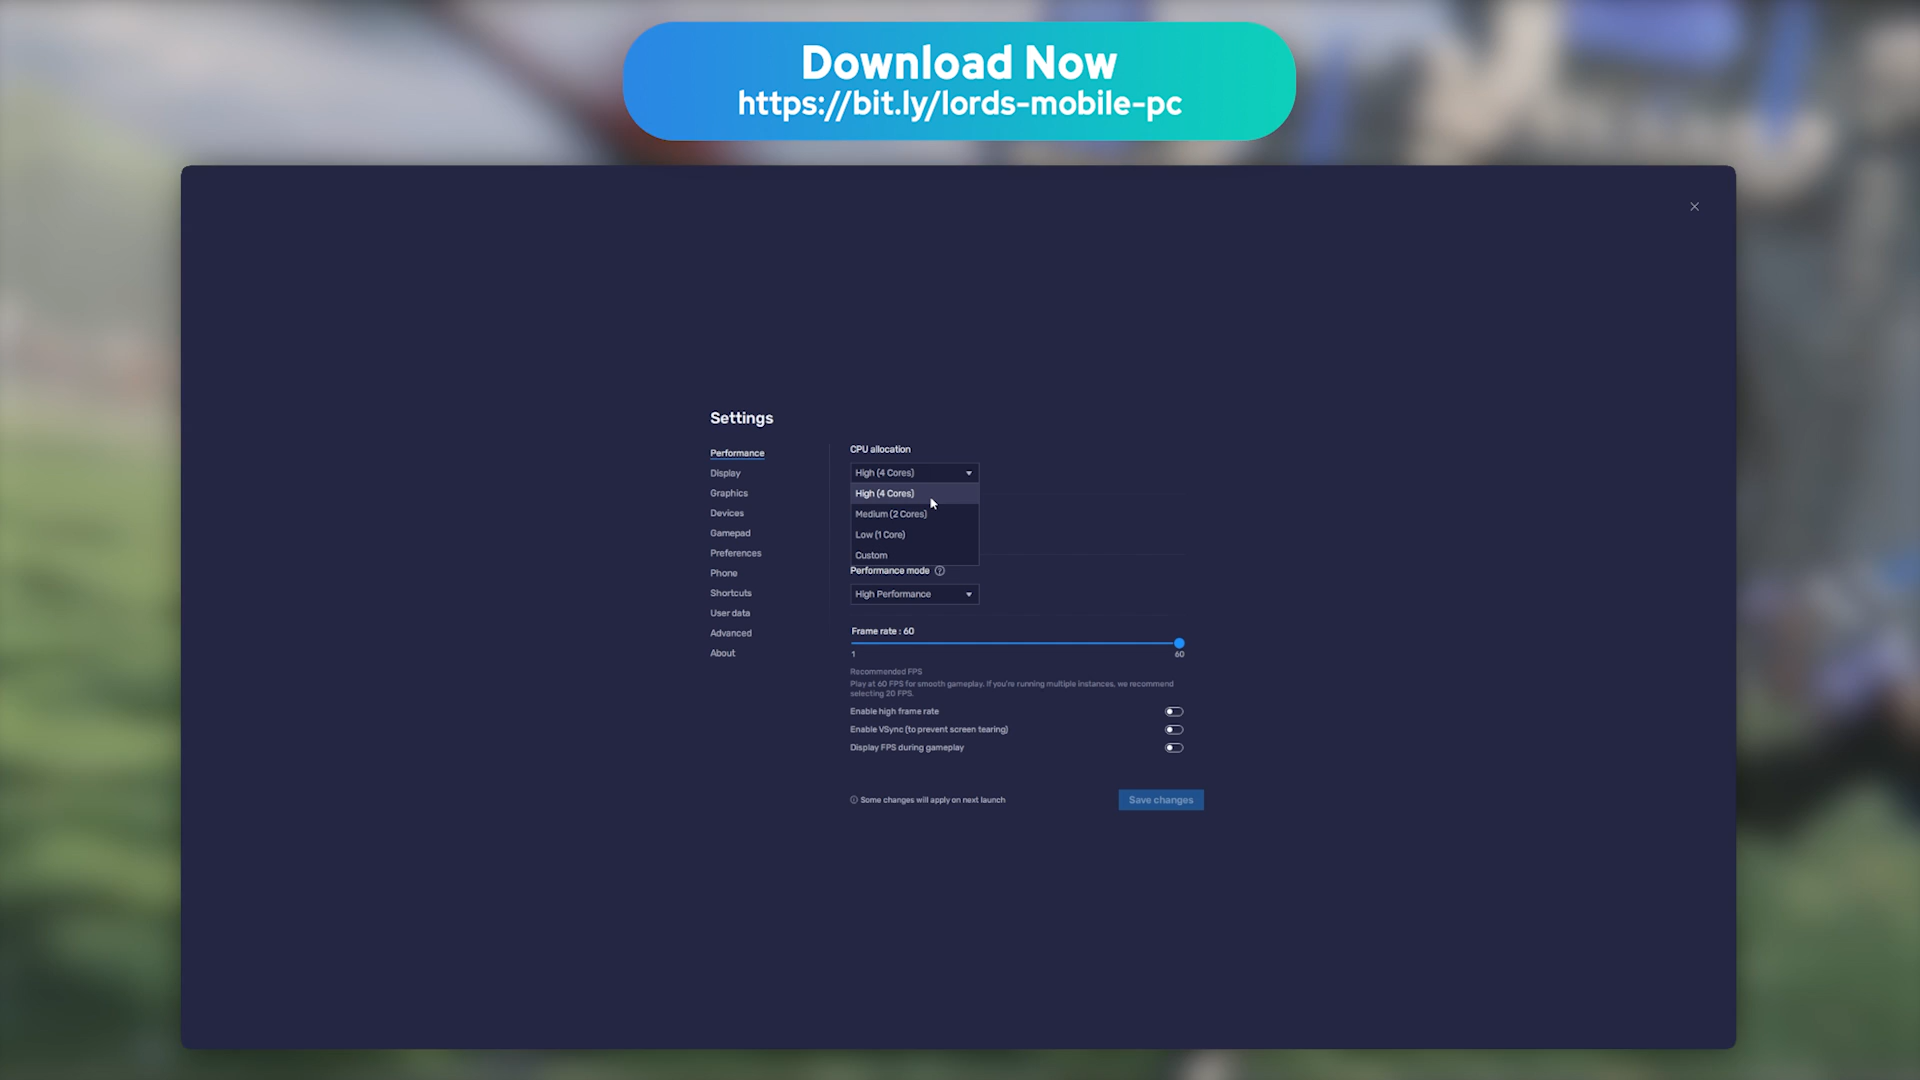 Download Now
https://bit.ly/lords-mobile-pc
Settings
Performance
Display
Graphics
Devices
Gamepad
Preferences
Phone
Shortcuts
User data
Advanced
About
CPU allocation
High (4 Cores)
High (4 Cores)
Medium (2 Cores)
Low (1 Core)
Custom
Performance mode
High Performance
Frame rate : 60
1
60
Recommended FPS
Play at 60 FPS for smooth gameplay. If you're running multiple instances, we recommend
selecting 20 FPS.
Enable high frame rate
Enable VSync (to prevent screen tearing)
Display FPS during gameplay
Some changes will apply on next launch
Save changes